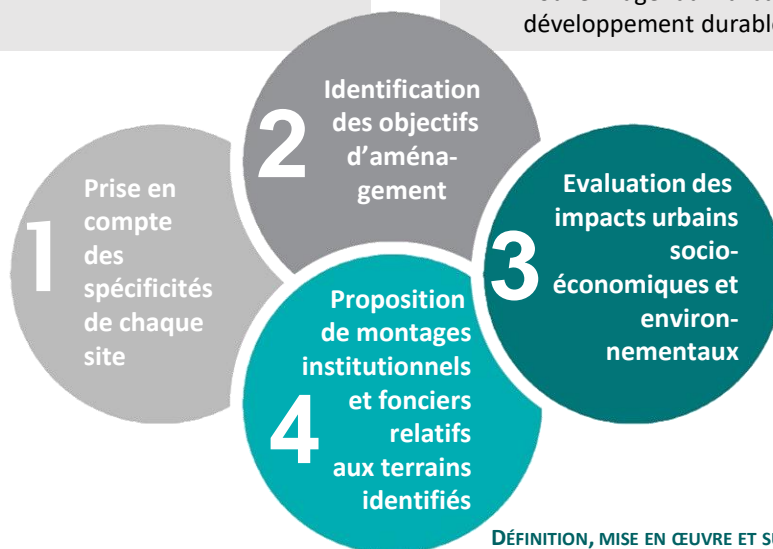 développement durable
1
Prise en
compte
des
spécificités
de chaque
site
2
Identification
des objectifs
d'aména-
gement
3
Evaluation des
impacts urbains
socio-
économiques et
environ-
nementaux
4
Proposition
de montages
institutionnels
et fonciers
relatifs
aux terrains
identifiés
DÉFINITION, MISE EN ŒUVRE ET